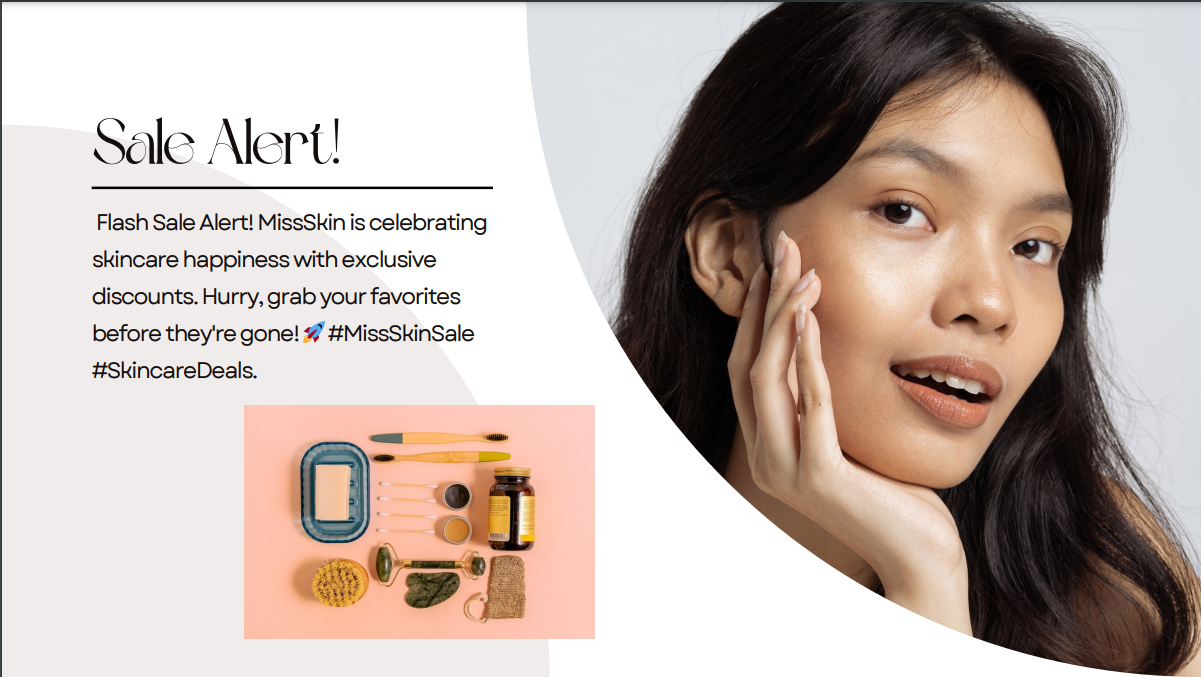 Sale Alert!
Flash Sale Alert! MissSkin is celebrating
skincare happiness with exclusive
discounts. Hurry, grab your favorites
before they're gone! 🚀 #MissSkinSale
#SkincareDeals.